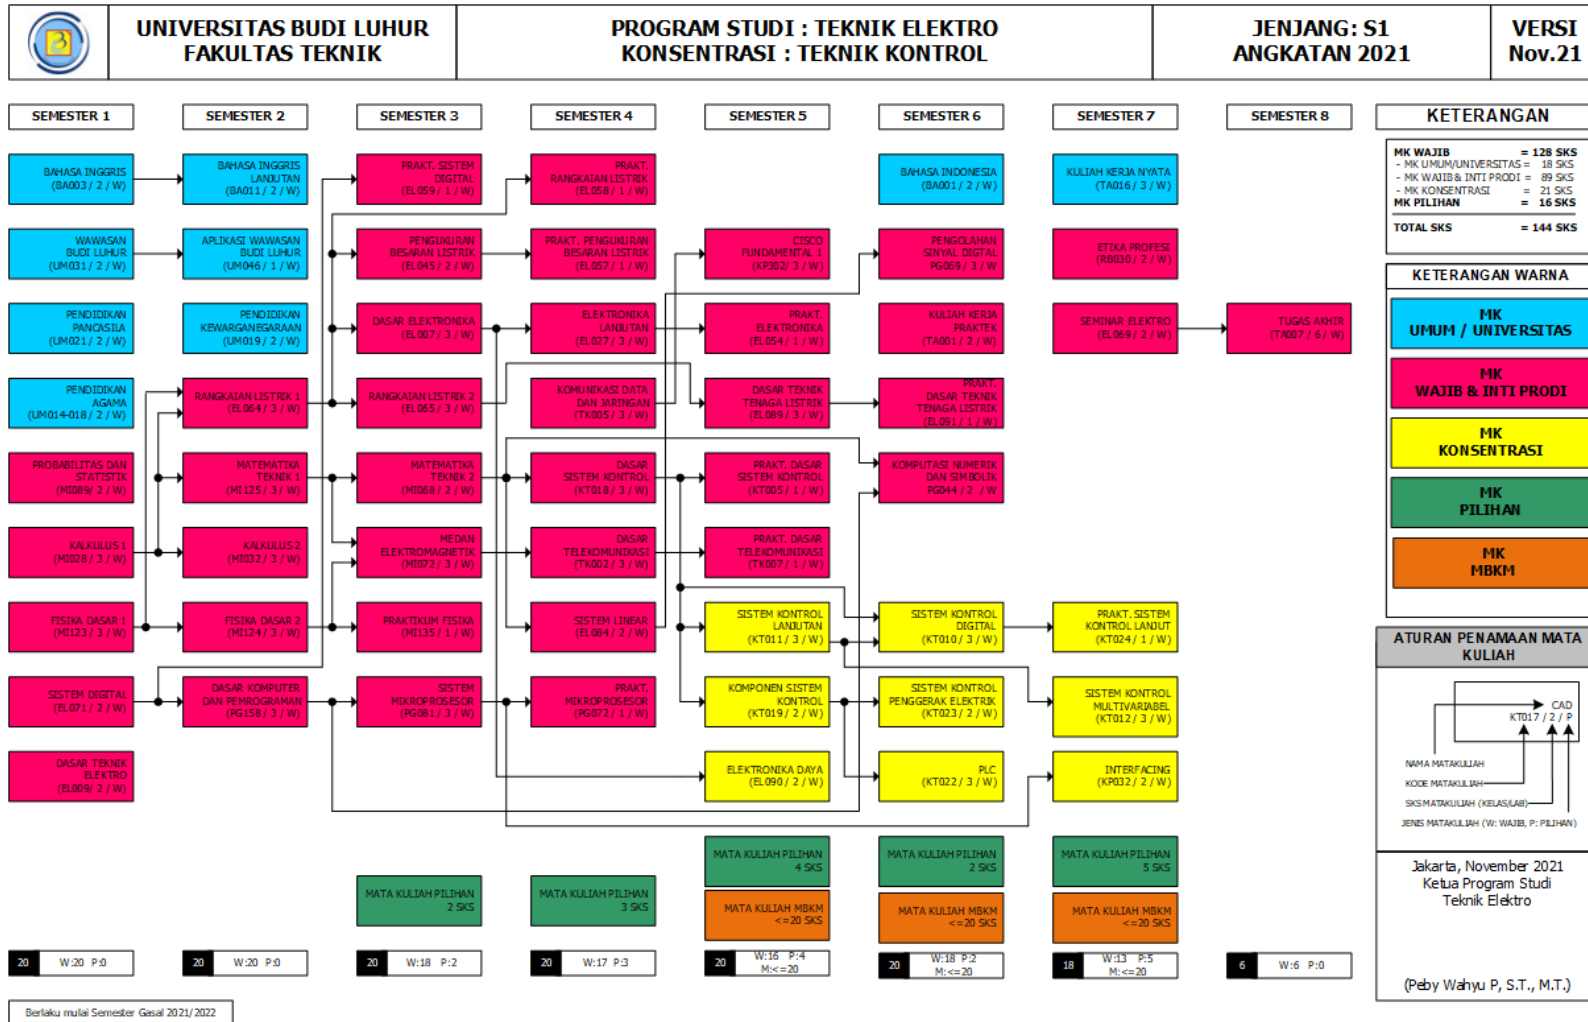 UNIVERSITAS BUDI LUHUR
FAKULTAS TEKNIK
PROGRAM STUDI : TEKNIK ELEKTRO
KONSENTRASI : TEKNIK KONTROL
JENJANG: S1
ANGKATAN 2021
VERSI
Nov.21
SEMESTER 1
SEMESTER 2
SEMESTER 3
SEMESTER 4
SEMESTER 5
SEMESTER 6
SEMESTER 7
SEMESTER 8
BAHASA INGGRIS
(BA003 / 2 / W)
BAHASA INGGRIS
LANJUTAN
(BA011 / 2 / W)
PRAKT. SISTEM
DIGITAL
(EL059 / 1 / W)
PRAKT.
RANGKAIAN LISTRIK
(EL058 / 1 / W)
BAHASA INDONESIA
(BA001 / 2 / W)
KULIAH KERJA NYATA
(TA016 / 3 / W)
WAWASAN
BUDI LUHUR
(UM031 / 2 / W)
APLIKASI WAWASAN
BUDI LUHUR
(UM046 / 1 / W)
PENGUKURAN
BESARAN LISTRIK
(EL045 / 2 / W)
PRAKT. PENGUKURAN
BESARAN LISTRIK
(EL057 / 1 / W)
CISCO
FUNDAMENTAL 1
(KP302 / 3 / W)
PENGOLAHAN
SINYAL DIGTAL
PG069 / 3 / W
ETIKA PROFESI
(RB030 / 2 / W)
PENDIDIKAN
PANCASILA
(UM021 / 2 / W)
PENDIDIKAN
KEWARGANEGARAAN
(UM019 / 2 / W)
DASAR ELEKTRONIKA
(EL007 / 3 / W)
ELEKTRONIKA
LANJUTAN
(EL027 / 3 / W)
PRAKT.
ELEKTRONIKA
(EL054 / 1 / W)
KULIAH KERJA
PRAKTEK
(TA001 / 2 / W)
SEMINAR ELEKTRO
(EL069 / 2 / W)
TUGAS AKHIR
(TA007 / 6 / W)
PENDIDIKAN
AGAMA
(UM014-018 / 2 / W)
RANGKAIAN LISTRIK 1
(EL064 / 3 / W)
RANGKAIAN LISTRIK 2
(EL065 / 3 / W)
KOMUNIKASI DATA
DAN JARINGAN
(TK005 / 3 / W)
DASAR TEKNIK
TENAGA LISTRIK
(EL089 / 3 / W)
PRAKT.
DASAR TEKNIK
TENAGA LISTRIK
(EL091 / 1 / W)
PROBABILITAS DAN
STATISTIK
(MI089/ 2 / W)
MATEMATIKA
TEKNIK 1
(MI125 / 3 / W)
MATEMATIKA
TEKNIK 2
(MI068 / 2 / W)
DASAR
SISTEM KONTROL
(KT018 / 3 / W)
PRAKT. DASAR
SISTEM KONTROL
(KT005 / 1 / W)
KOMPUTASI NUMERIK
DAN SIMBOLIK
PG044 / 2 / W
KALKULUS 1
(MI028 / 3 / W)
KALKULUS 2
(MI032 / 3 / W)
MEDAN
ELEKTROMAGNETIK
(MI072 / 3 / W)
DASAR
TELEKOMUNIKASI
(TK002 / 3 / W)
PRAKT. DASAR
TELEKOMUNIKASI
(TK007 / 1 / W)
FISIKA DASAR 1
(MI123 / 3 / W)
FISIKA DASAR 2
(MI124 / 3 / W)
PRAKTIKUM FISIKA
(MI135 / 1 / W)
SISTEM LINEAR
(EL084 / 2 / W)
SISTEM KONTROL
LANJUTAN
(KT011 / 3 / W)
SISTEM KONTROL
DIGITAL
(KT010 / 3 / W)
PRAKT. SISTEM
KONTROL LANJUT
(KT024 / 1 / W)
SISTEM DIGITAL
(EL071 / 2 / W)
DASAR KOMPUTER
DAN PEMROGRAMAN
(PG158 / 3 / W)
SISTEM
MIKROPROSESOR
(PG081 / 3 / W)
PRAKT.
MIKROPROSESOR
(PG072 / 1 / W)
KOMPONEN SISTEM
KONTROL
(KT019 / 2 / W)
SISTEM KONTROL
PENGGERAK ELEKTRIK
(KT023 / 2 / W)
SISTEM KONTROL
MULTIVARIABEL
(KT012 / 3 / W)
DASAR TEKNIK
ELEKTRO
(EL009/ 2 / W)
ELEKTRONIKA DAYA
(EL090 / 2 / W)
PLC
(KT022 / 3 / W)
INTERFACING
(KP032 / 2 / W)
MATA KULIAH PILIHAN
2 SKS
MATA KULIAH PILIHAN
3 SKS
MATA KULIAH PILIHAN
4 SKS
MATA KULIAH PILIHAN
2 SKS
MATA KULIAH PILIHAN
5 SKS
MATA KULIAH MBKM
<=20 SKS
MATA KULIAH MBKM
<=20 SKS
MATA KULIAH MBKM
<=20 SKS
20 W:20 P:0
20 W:20 P:0
20 W:18 P:2
20 W:17 P:3
20 W:16 P:4
M:<=20
20 W:18 P:2
M:<=20
18 W:13 P:5
M:<=20
6 W:6 P:0
Berlaku mulai Semester Gasal 2021/2022
KETERANGAN
MK WAJIB = 128 SKS
- MK UMUM/UNIVERSITAS = 18 SKS
- MK WAJIB & INTI PRODI = 89 SKS
- MK KONSENTRASI = 21 SKS
MK PILIHAN = 16 SKS
TOTAL SKS = 144 SKS
KETERANGAN WARNA
MK
UMUM / UNIVERSITAS
MK
WAJIB & INTI PRODI
MK
KONSENTRASI
MK
PILIHAN
MK
MBKM
ATURAN PENAMAAN MATA
KULIAH
CAD
KT017 / 2 / P
NAMA MATAKULIAH
KODE MATAKULIAH
SKS MATAKULIAH (KELAS/LAB)
JENIS MATAKULIAH (W: WAJIB, P: PILIHAN)
Jakarta, November 2021
Ketua Program Studi
Teknik Elektro
(Peby Wahyu P, S.T., M.T.)